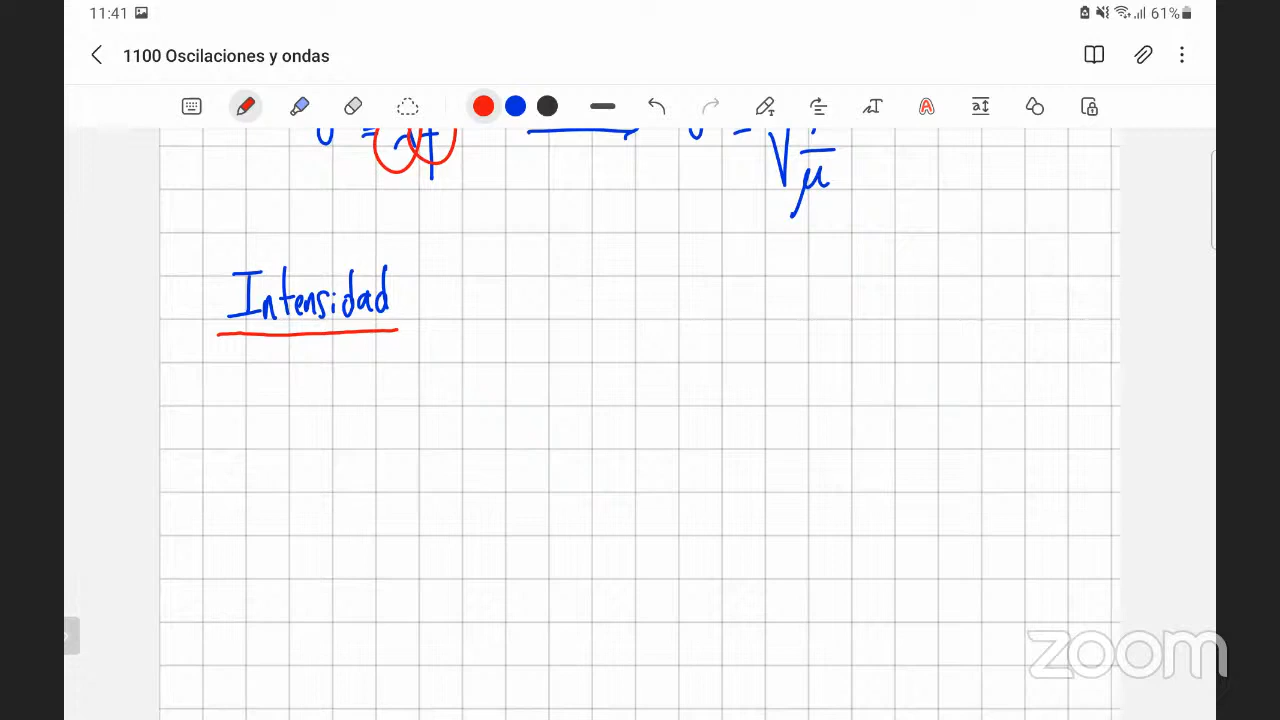 11:41 61%
1100 Oscilaciones y ondas
μ
Intensidad
zoom